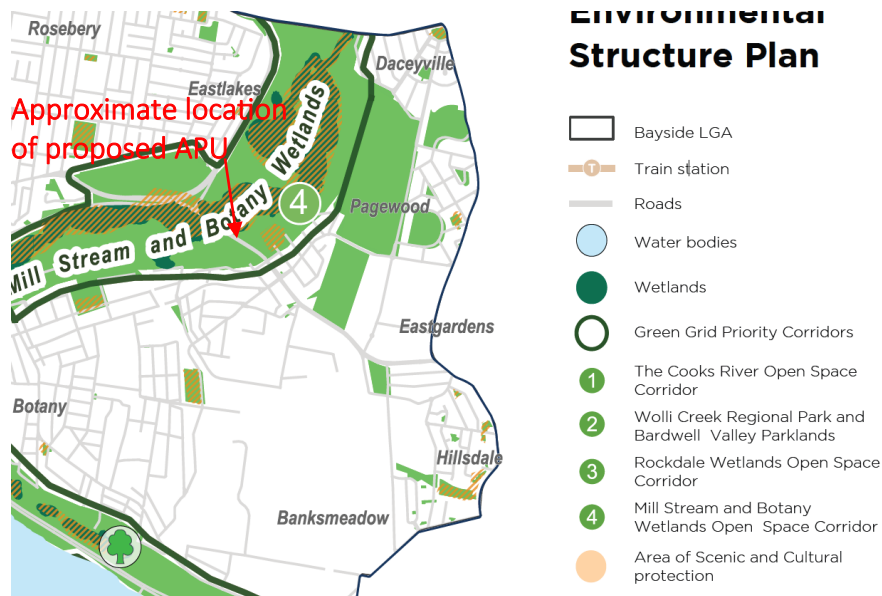 Environmental
Structure Plan
Rosebery
Daceyville
Eastlakes
Approximate location
of proposed APU
Mill Stream and Botany Wetlands
4
Pagewood
Eastgardens
Botany
Hillsdale
Banksmeadow
Bayside LGA
T
Train station
Roads
Water bodies
Wetlands
Green Grid Priority Corridors
1
The Cooks River Open Space
Corridor
2
Wolli Creek Regional Park and
Bardwell Valley Parklands
3
Rockdale Wetlands Open Space
Corridor
4
Mill Stream and Botany
Wetlands Open Space Corridor
Area of Scenic and Cultural
protection